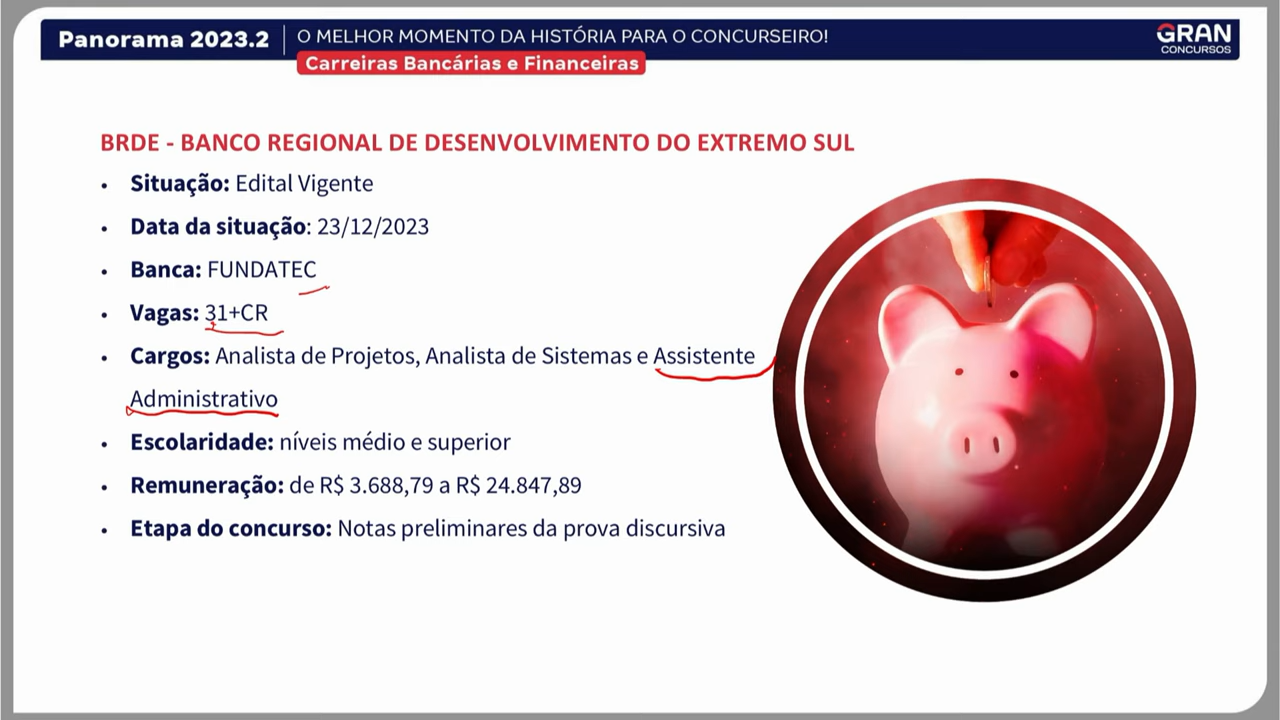 Panorama 2023.2
O MELHOR MOMENTO DA HISTÓRIA PARA O CONCURSEIRO!
GRAN
CONCURSOS
Carreiras Bancárias e Financeiras
BRDE - BANCO REGIONAL DE DESENVOLVIMENTO DO EXTREMO SUL
• Situação: Edital Vigente
• Data da situação: 23/12/2023
• Banca: FUNDATEC
• Vagas: 31+CR
• Cargos: Analista de Projetos, Analista de Sistemas e Assistente
Administrativo
• Escolaridade: níveis médio e superior
• Remuneração: de R$ 3.688,79 a R$ 24.847,89
• Etapa do concurso: Notas preliminares da prova discursiva